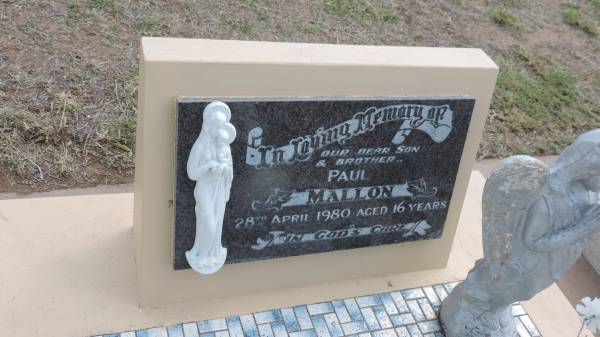 In Loving Memory of
OUR DEAR SON
& BROTHER
PAUL
MALLON
28TH APRIL 1980 AGED 16 YEARS
IN GOD'S CARE